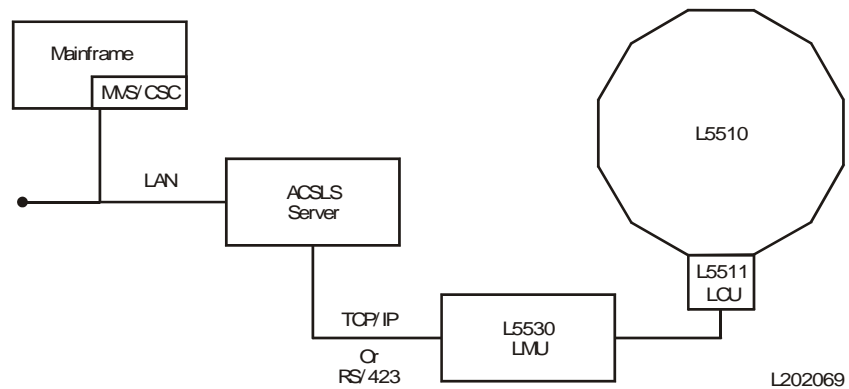 Mainframe
MVS/CSC
LAN
ACSLS
Server
TCP/IP
Or
RS/423
L5530
LMU
L5510
L5511
LCU
L202069